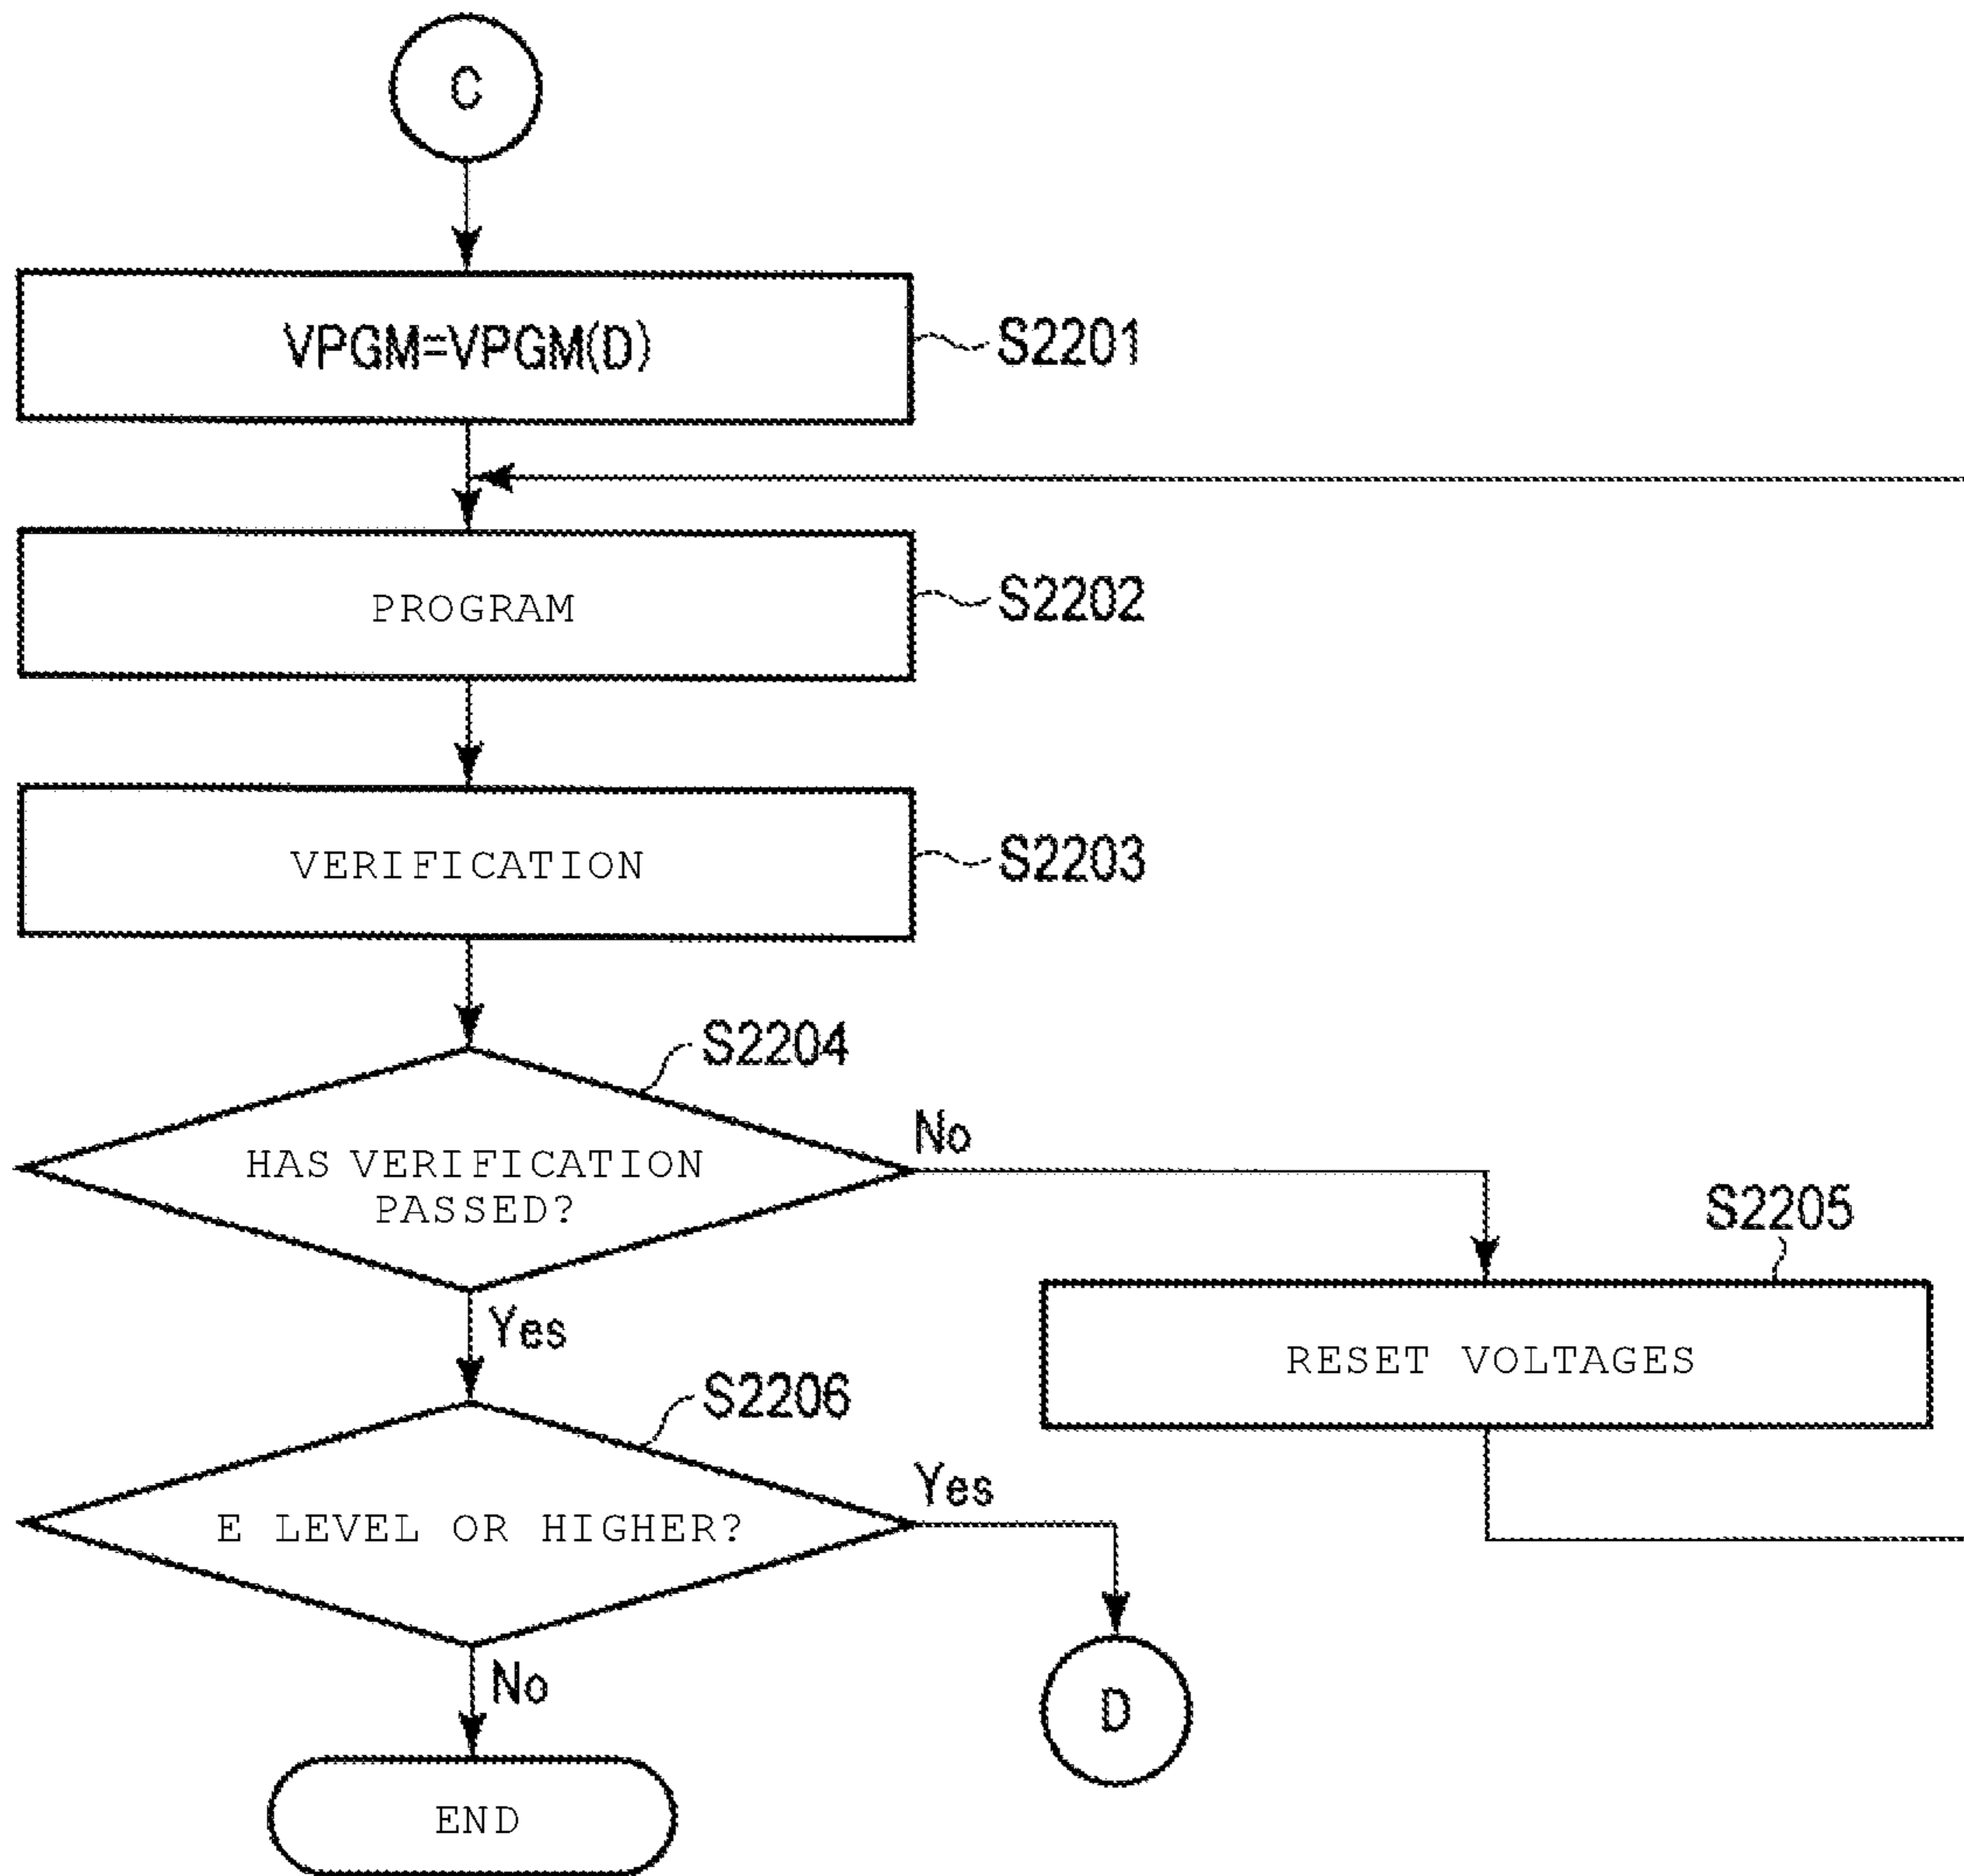 C
VPGM=VPGM(D)
S2201
PROGRAM
S2202
VERIFICATION
S2203
S2204
HAS VERIFICATION
PASSED?
No
Yes
S2205
RESET VOLTAGES
S2206
E LEVEL OR HIGHER?
Yes
No
D
END